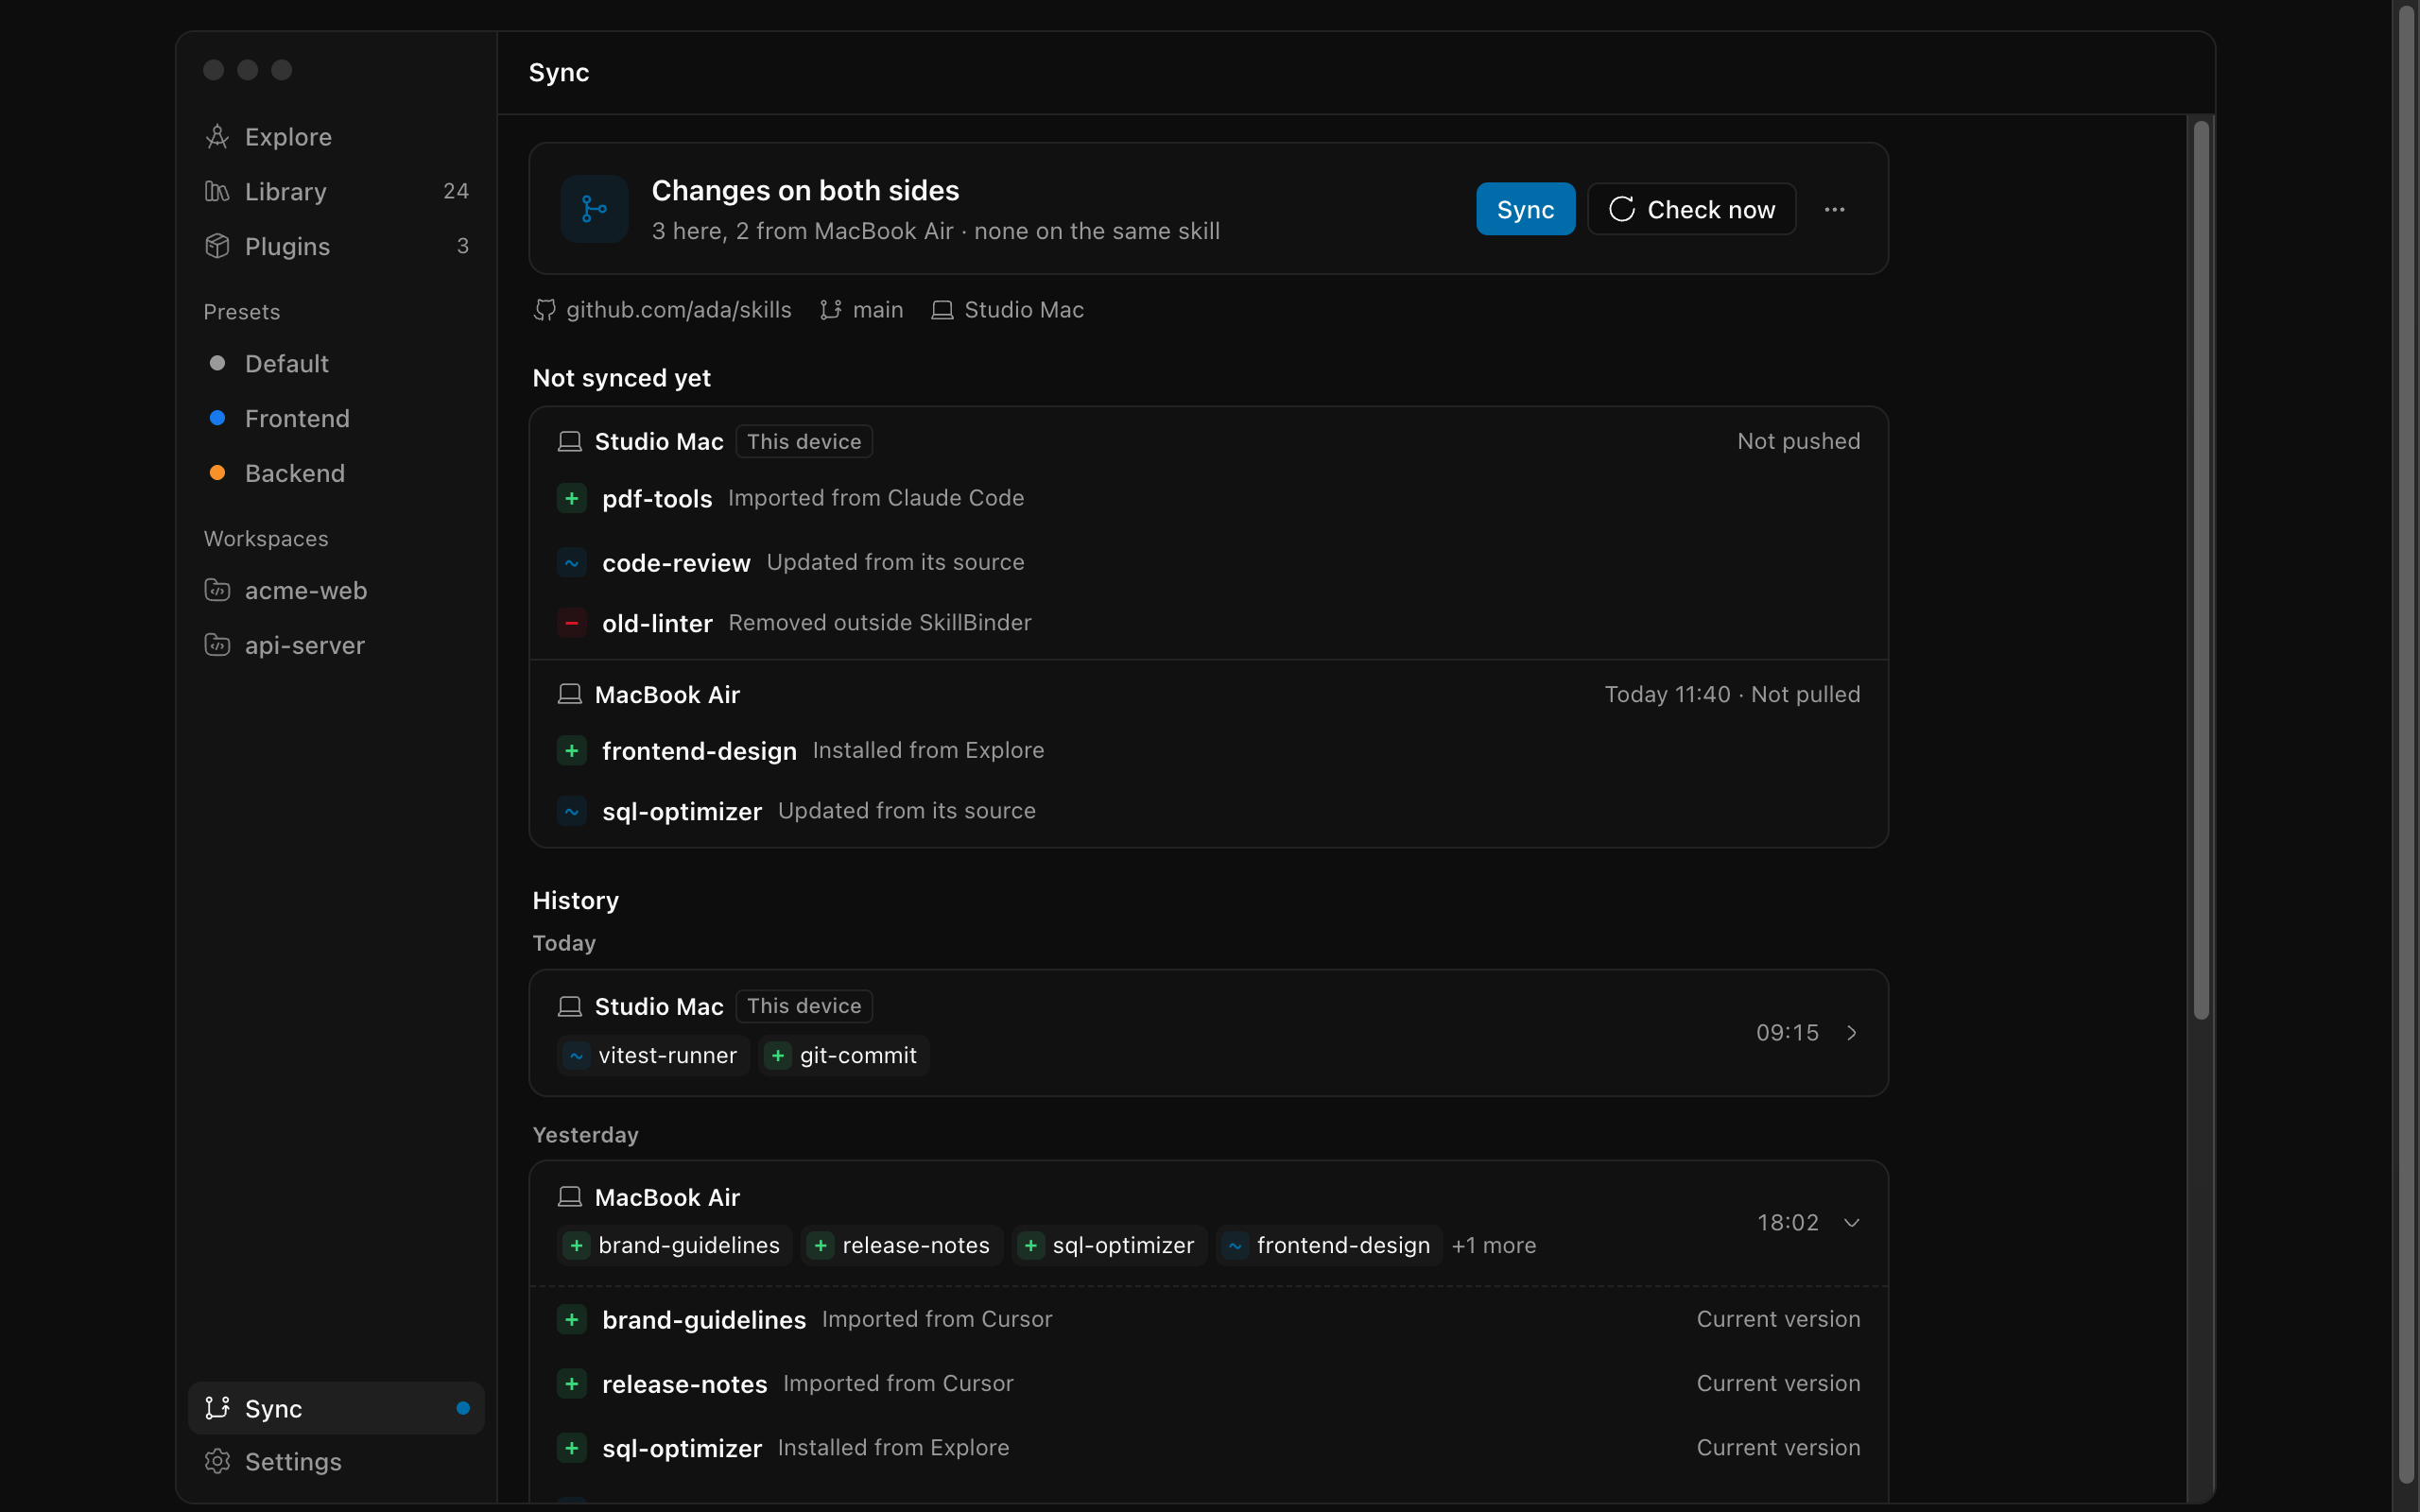 Explore
Library 24
Plugins 3
Presets
Default
Frontend
Backend
Workspaces
acme-web
api-server
Sync
Settings
Sync
Changes on both sides
3 here, 2 from MacBook Air · none on the same skill
Sync
Check now
github.com/ada/skills main Studio Mac
Not synced yet
Studio Mac This device Not pushed
+ pdf-tools Imported from Claude Code
~ code-review Updated from its source
− old-linter Removed outside SkillBinder
MacBook Air Today 11:40 · Not pulled
+ frontend-design Installed from Explore
~ sql-optimizer Updated from its source
History
Today
Studio Mac This device
~ vitest-runner + git-commit
09:15
Yesterday
MacBook Air
+ brand-guidelines + release-notes + sql-optimizer ~ frontend-design +1 more
18:02
+ brand-guidelines Imported from Cursor Current version
+ release-notes Imported from Cursor Current version
+ sql-optimizer Installed from Explore Current version